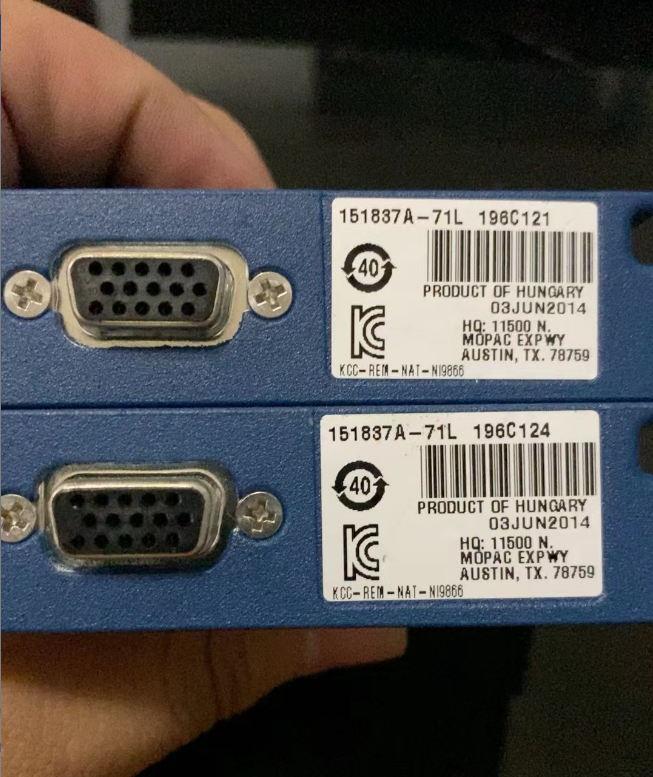 151837A-71L 196C121
40
PRODUCT OF HUNGARY
03JUN2014
HQ: 11500 N.
MOPAC EXPWY
AUSTIN, TX. 78759
KC
KCC-REM-NAT-NI9866
151837A-71L 196C124
40
PRODUCT OF HUNGARY
03JUN2014
HQ: 11500 N.
MOPAC EXPWY
AUSTIN, TX. 78759
KC
KCC-REM-NAT-NI9866